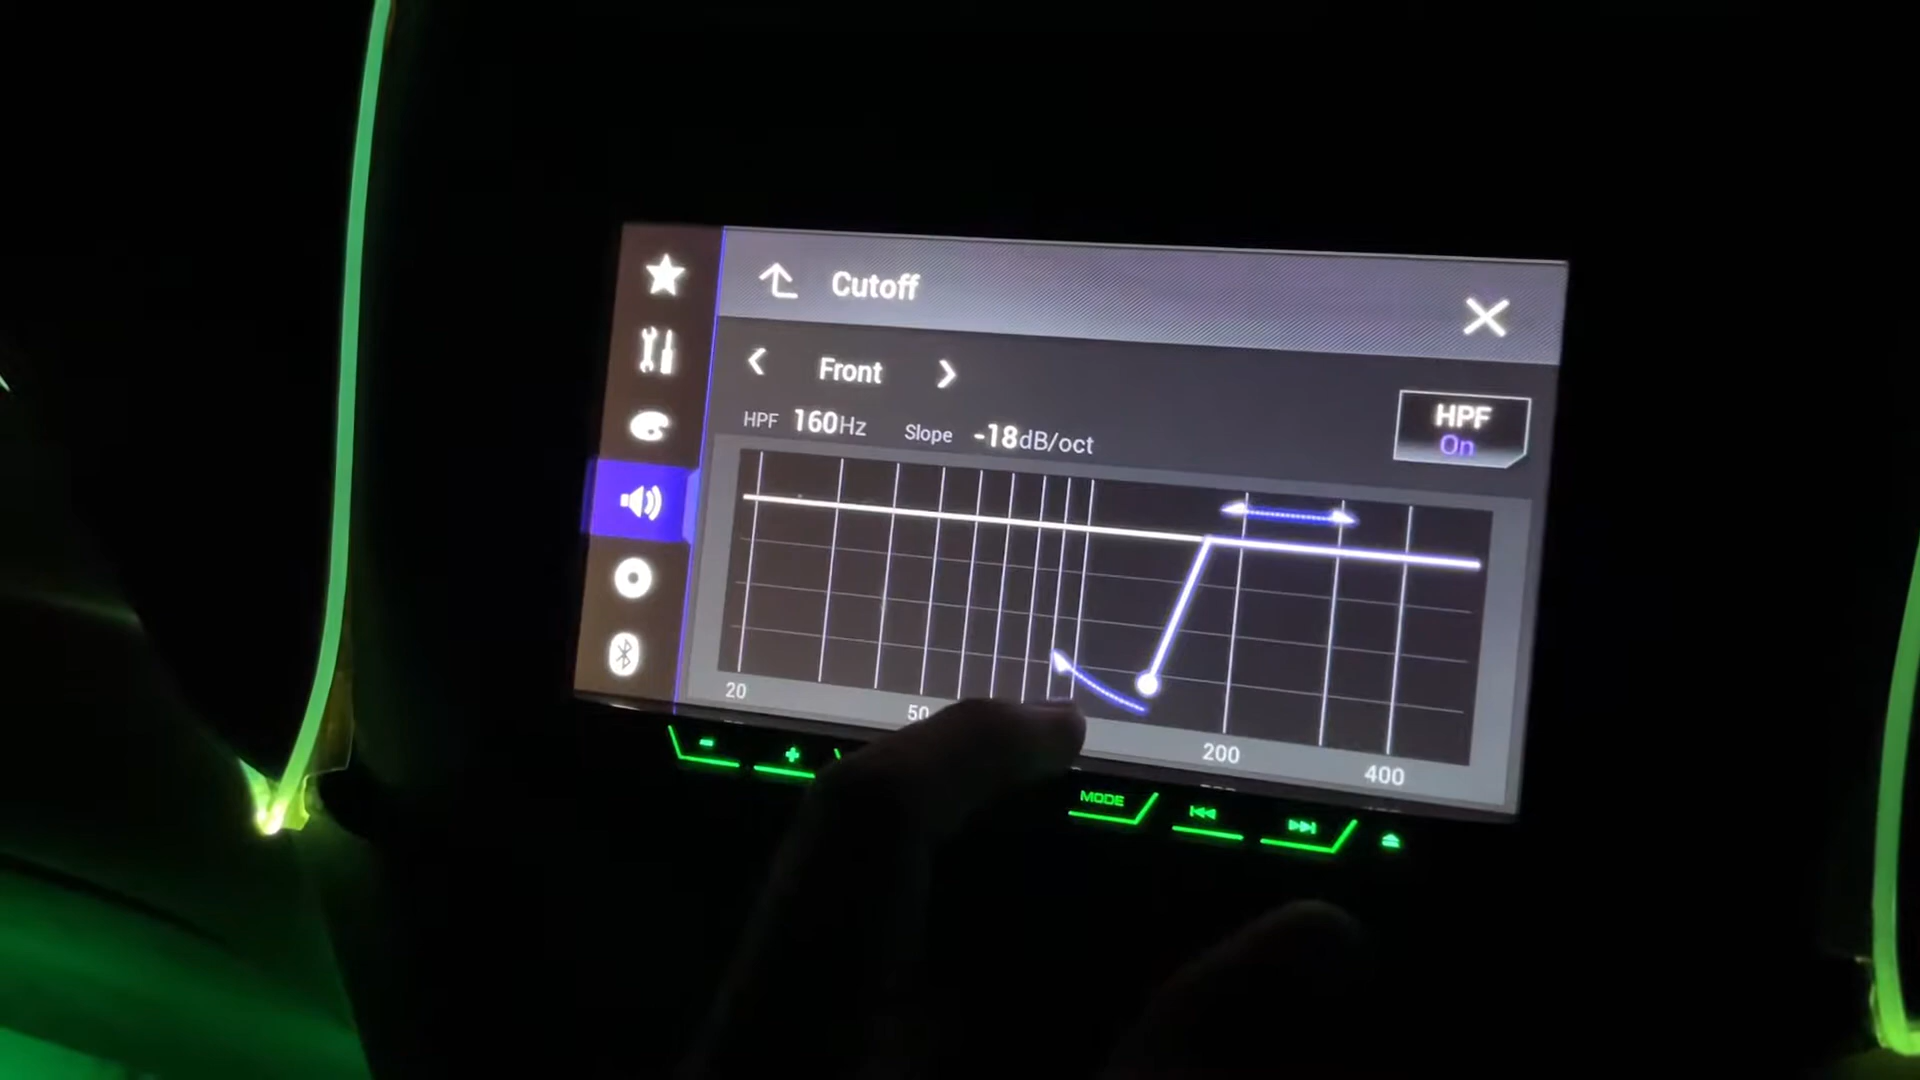 Cutoff
Front
HPF 160Hz Slope -18dB/oct
HPF
On
20 50 200 400
- +
MODE